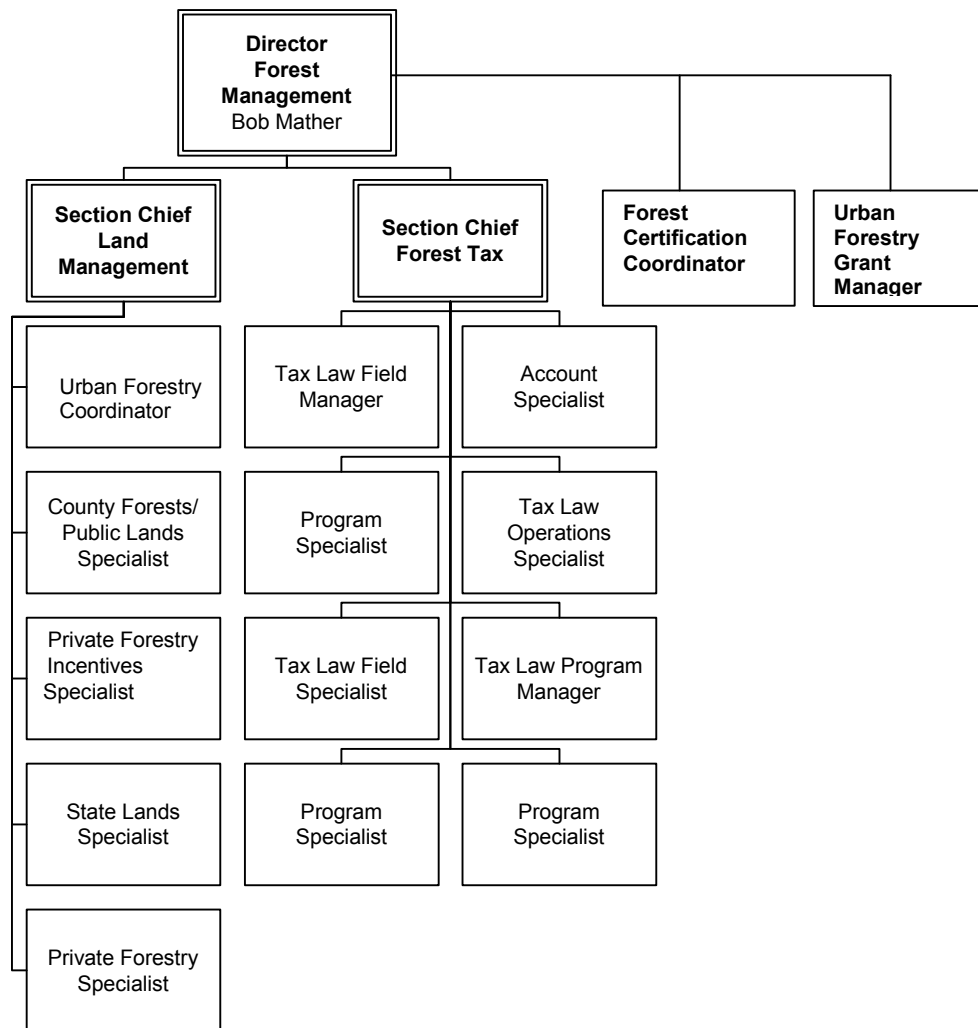 Director
Forest
Management
Bob Mather
Section Chief
Land
Management
Section Chief
Forest Tax
Forest
Certification
Coordinator
Urban
Forestry
Grant
Manager
Urban Forestry
Coordinator
Tax Law Field
Manager
Account
Specialist
County Forests/
Public Lands
Specialist
Program
Specialist
Tax Law
Operations
Specialist
Private Forestry
Incentives
Specialist
Tax Law Field
Specialist
Tax Law Program
Manager
State Lands
Specialist
Program
Specialist
Program
Specialist
Private Forestry
Specialist